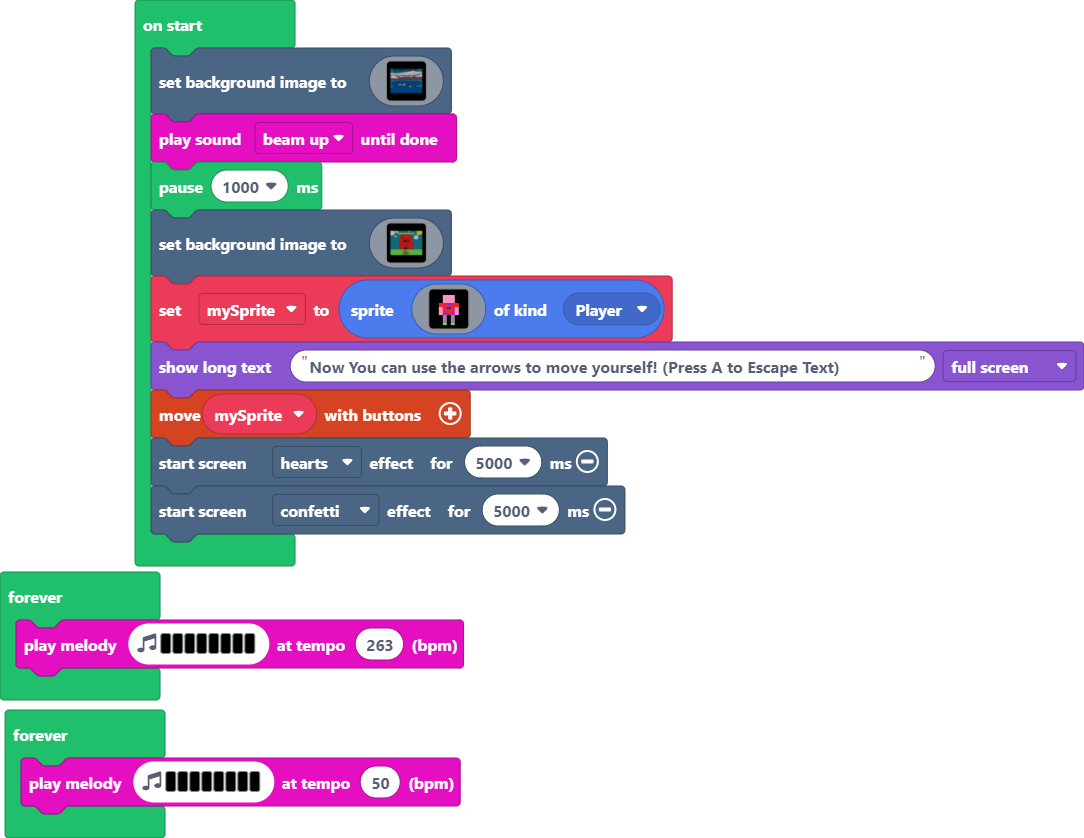 on start
set background image to
play sound beam up until done
pause 1000 ms
set background image to
set mySprite to sprite of kind Player
show long text "Now You can use the arrows to move yourself! (Press A to Escape Text)" full screen
move mySprite with buttons
start screen hearts effect for 5000 ms
start screen confetti effect for 5000 ms
forever
play melody at tempo 263 (bpm)
forever
play melody at tempo 50 (bpm)